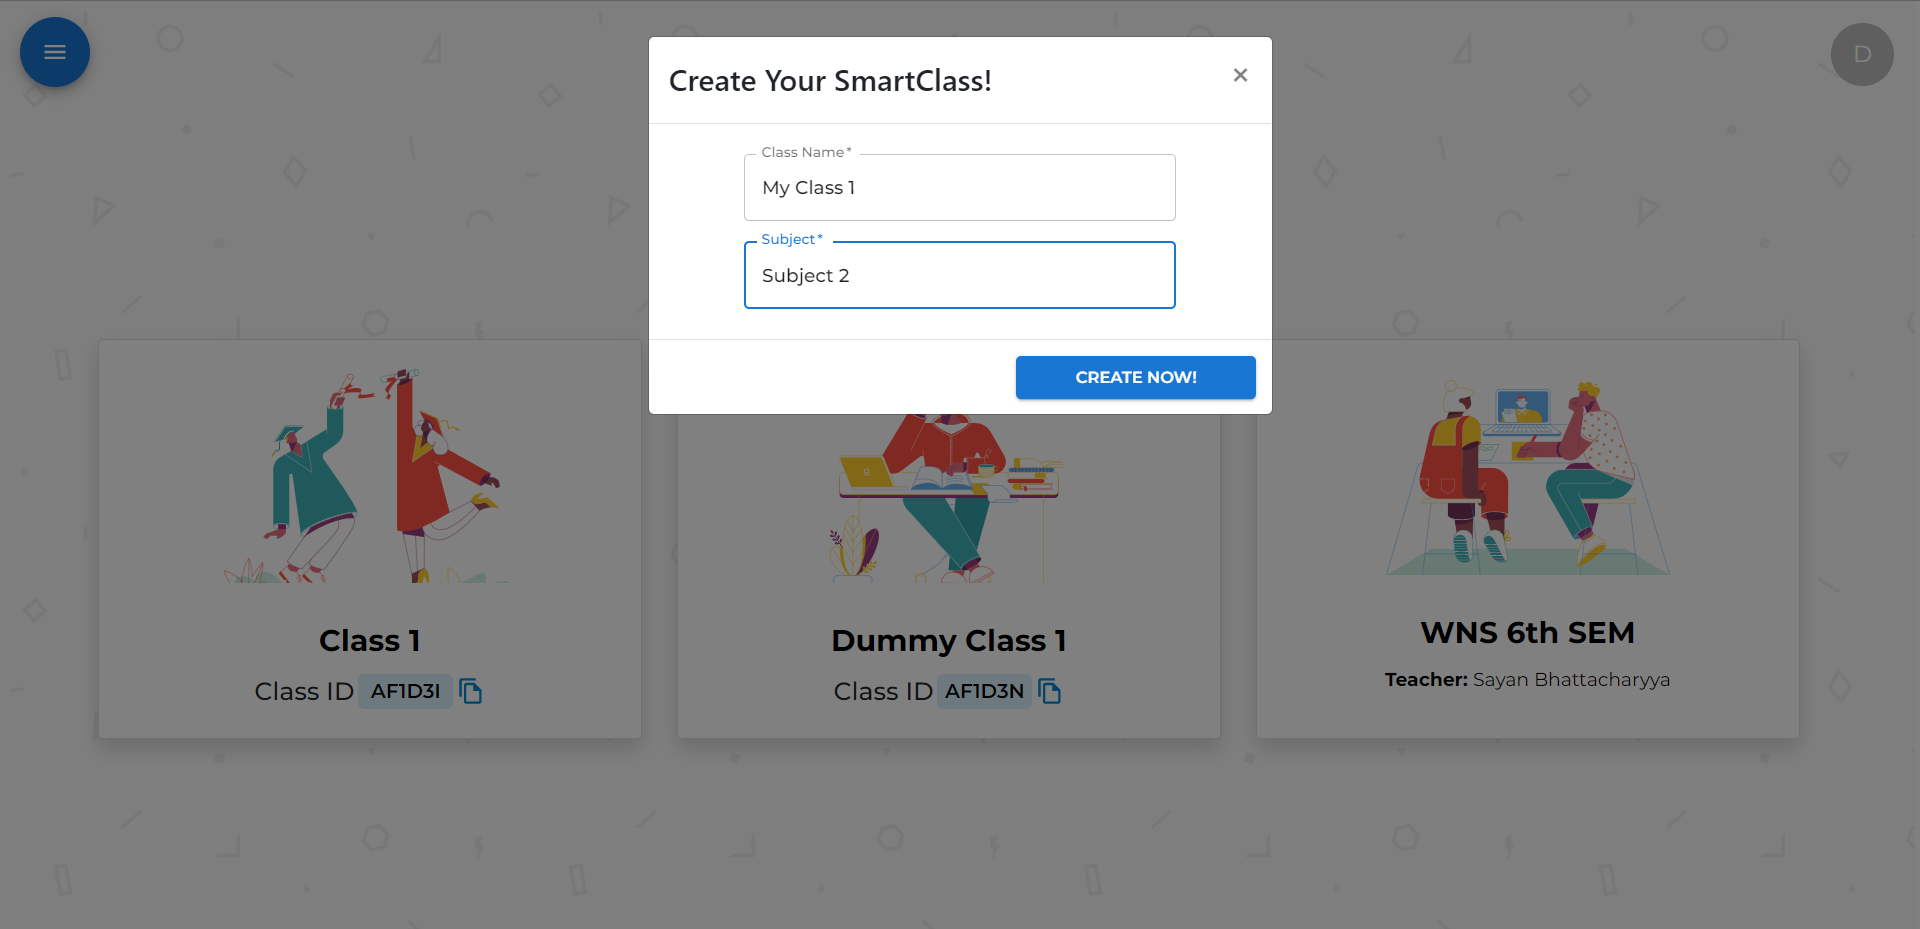 D
Create Your SmartClass!
×
Class Name *
My Class 1
Subject *
Subject 2
CREATE NOW!
Class 1
Class ID AF1D3I
Dummy Class 1
Class ID AF1D3N
WNS 6th SEM
Teacher: Sayan Bhattacharyya